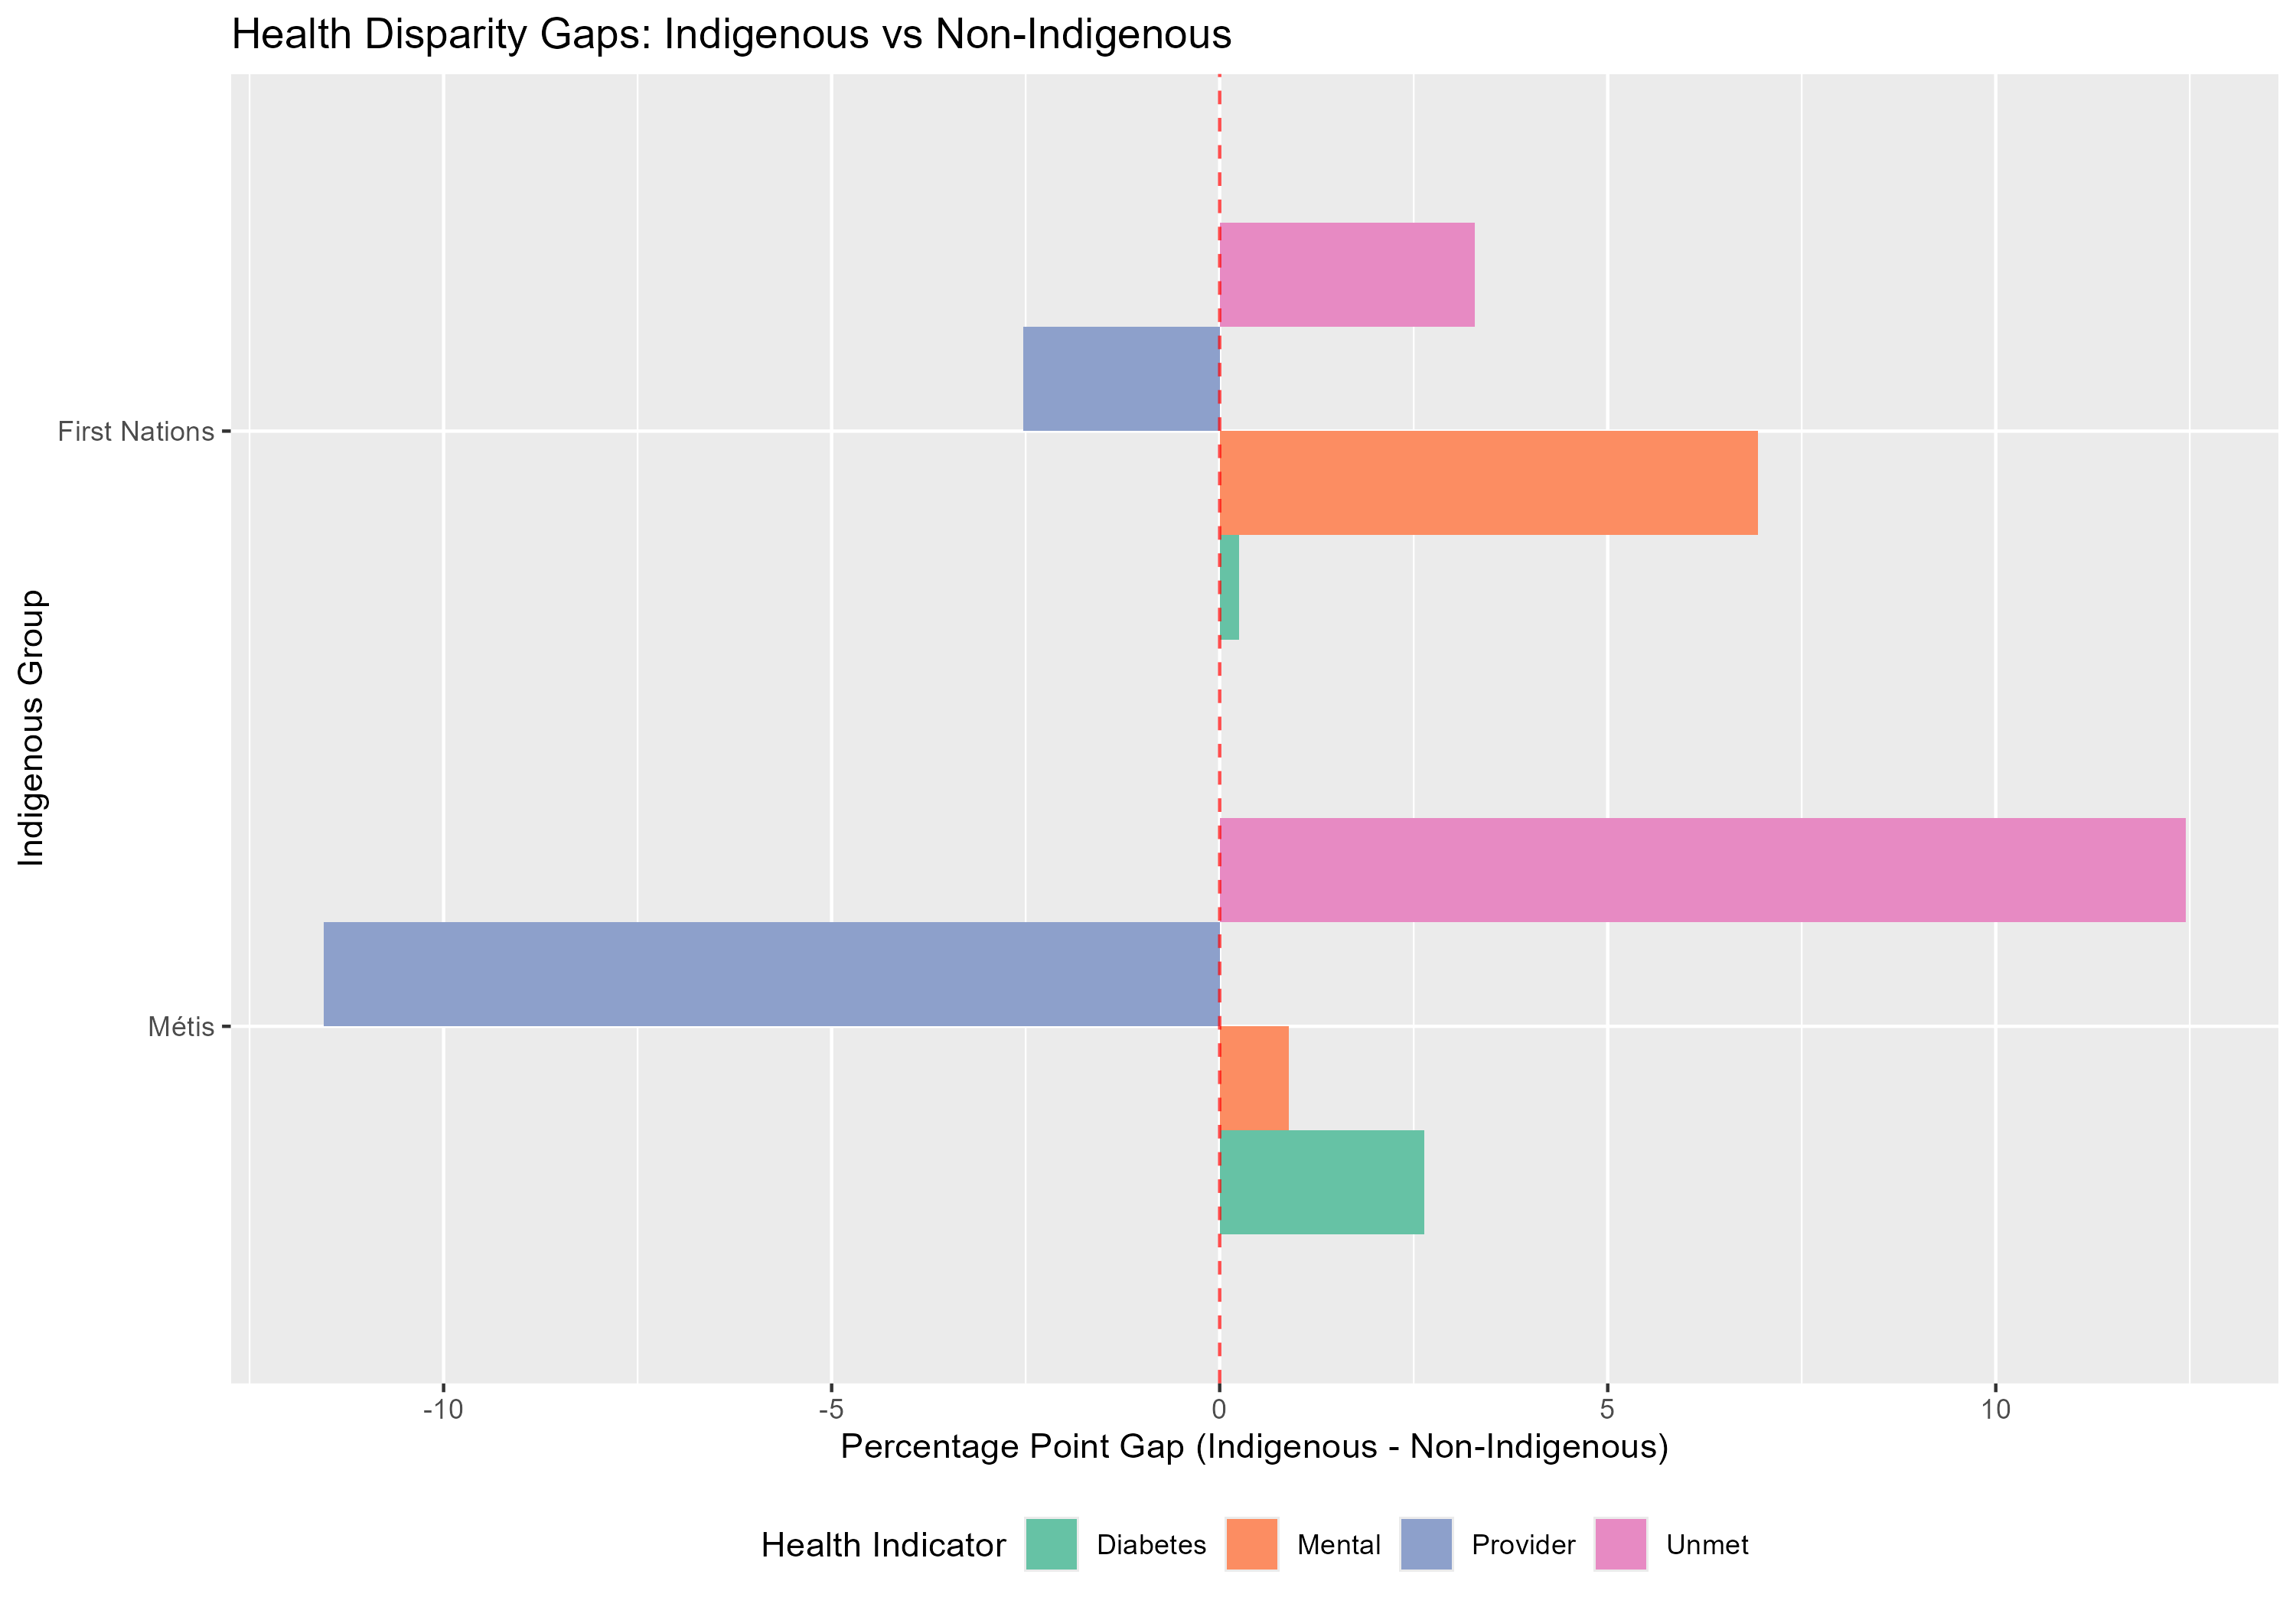 Health Disparity Gaps: Indigenous vs Non-Indigenous
Indigenous Group
First Nations
Métis
-10 -5 0 5 10
Percentage Point Gap (Indigenous - Non-Indigenous)
Health Indicator Diabetes Mental Provider Unmet